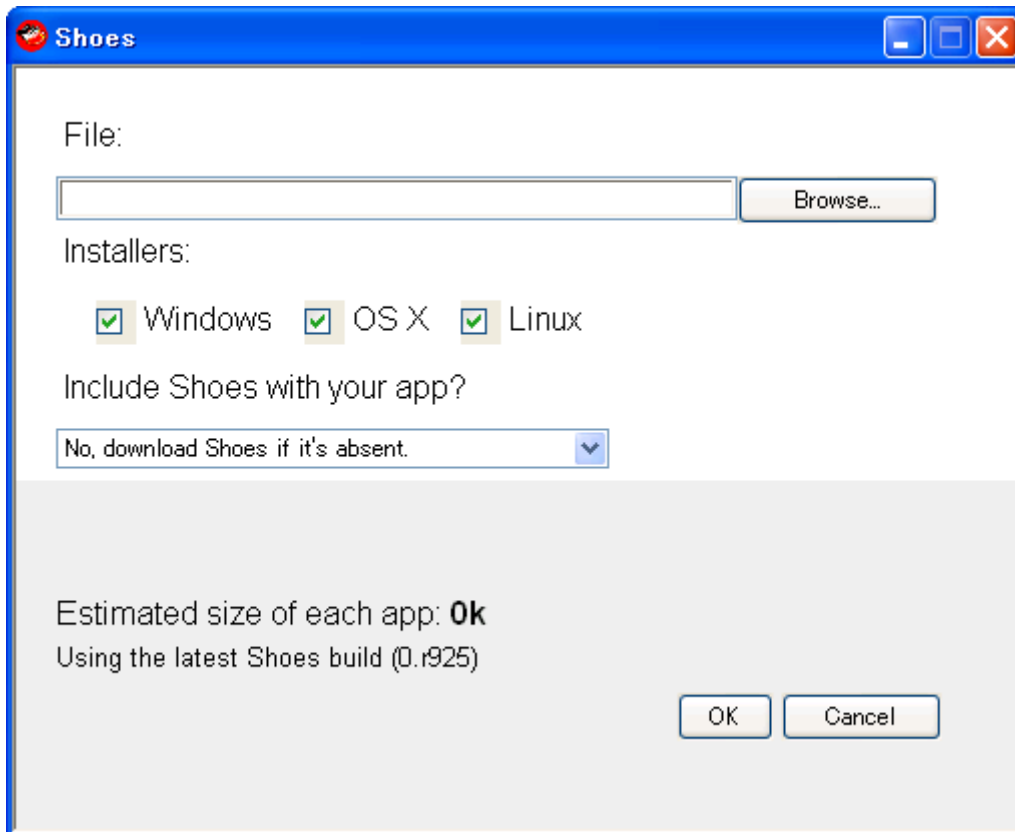 Shoes
File:
Browse...
Installers:
Windows OS X Linux
Include Shoes with your app?
No, download Shoes if it's absent.
Estimated size of each app: 0k
Using the latest Shoes build (0.r925)
OK Cancel